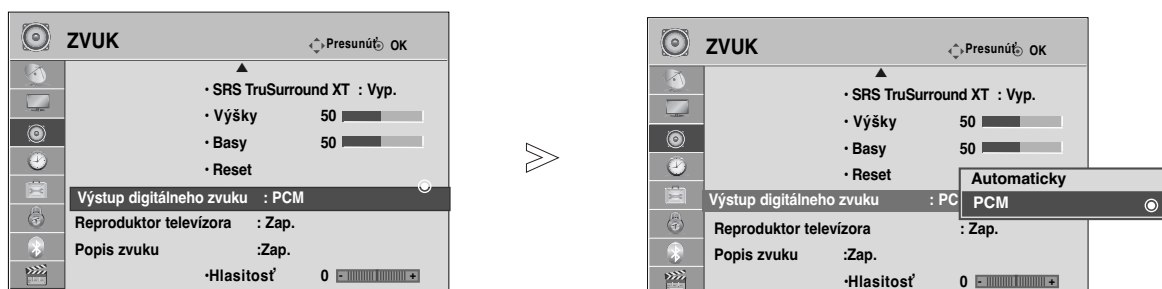 ZVUK
Presunúť OK
• SRS TruSurround XT : Vyp.
• Výšky 50
• Basy 50
• Reset
Výstup digitálneho zvuku : PCM
Reproduktor televízora : Zap.
Popis zvuku :Zap.
•Hlasitosť 0 - +
>
ZVUK
Presunúť OK
• SRS TruSurround XT : Vyp.
• Výšky 50
• Basy 50
• Reset
Výstup digitálneho zvuku : PC
Automaticky
PCM
Reproduktor televízora : Zap.
Popis zvuku :Zap.
•Hlasitosť 0 - +